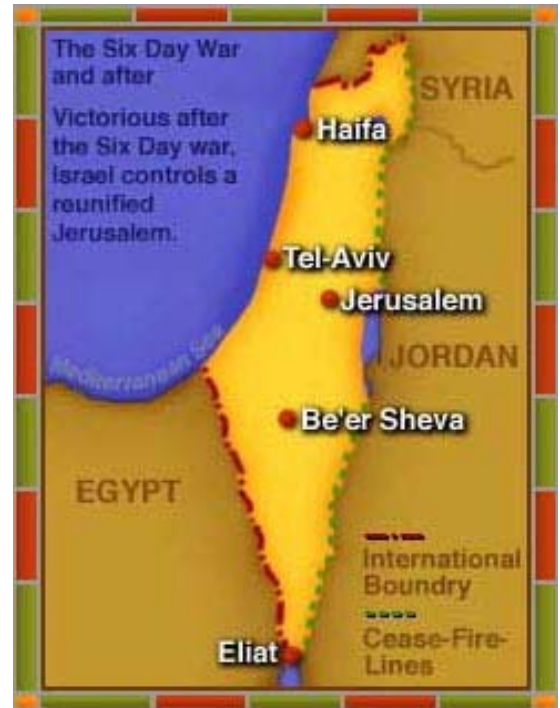 The Six Day War
and after
Victorious after
the Six Day war,
Israel controls a
reunified
Jerusalem.
SYRIA
Haifa
Tel-Aviv
Jerusalem
Mediterranean Sea
JORDAN
Be'er Sheva
EGYPT
International
Boundry
Eliat
Cease-Fire-
Lines